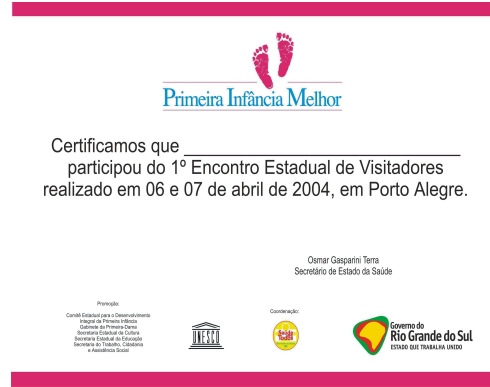 Primeira Infância Melhor
Certificamos que
participou do 1º Encontro Estadual de Visitadores
realizado em 06 e 07 de abril de 2004, em Porto Alegre.
Osmar Gasparini Terra
Secretário de Estado da Saúde
Promoção:
Comitê Estadual para o Desenvolvimento
Integral da Primeira Infância
Gabinete da Primeira-Dama
Secretaria Estadual da Cultura
Secretaria Estadual da Educação
Secretaria do Trabalho, Cidadania
e Assistência Social
UNESCO
Coordenação:
Saúde
Todos
Governo do
Rio Grande do Sul
ESTADO QUE TRABALHA UNIDO